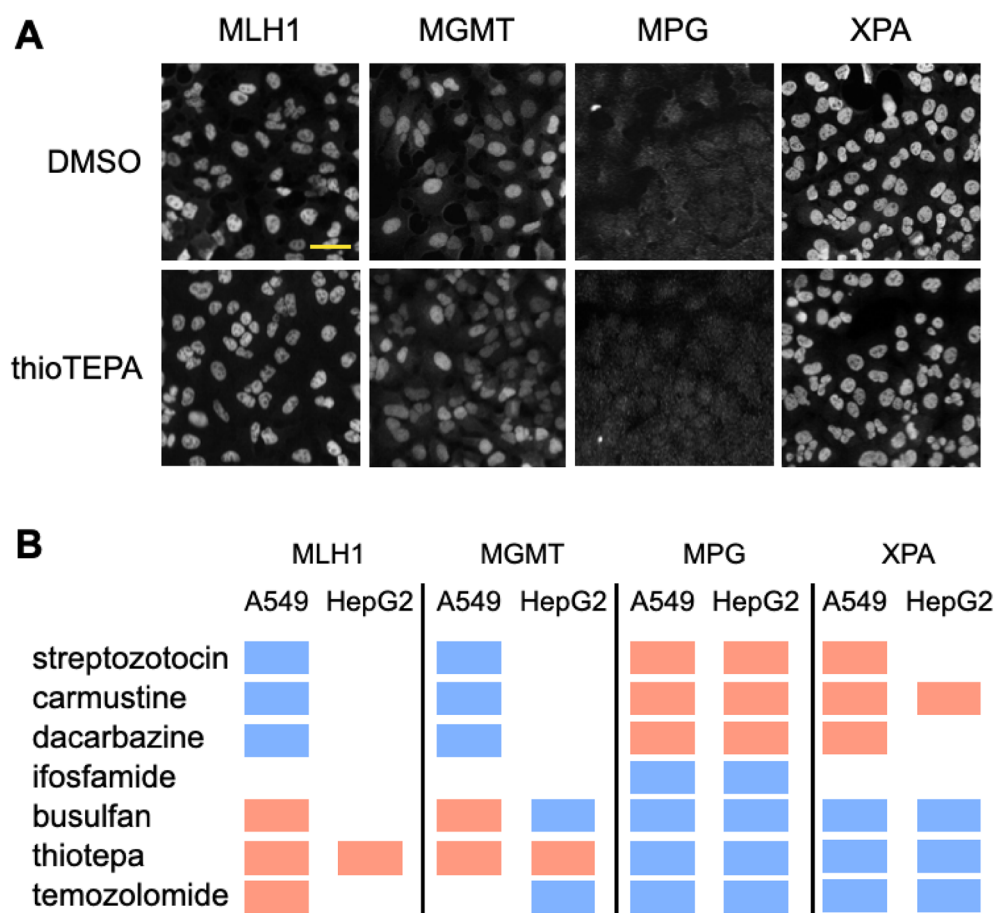 A
MLH1 MGMT MPG XPA
DMSO
thioTEPA
B
MLH1 MGMT MPG XPA
A549 HepG2 A549 HepG2 A549 HepG2 A549 HepG2
streptozotocin
carmustine
dacarbazine
ifosfamide
busulfan
thiotepa
temozolomide